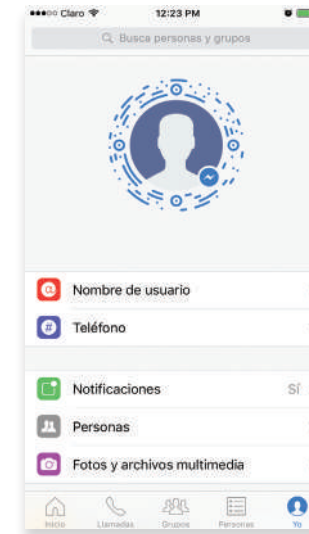 Claro 12:23 PM
Busca personas y grupos
@ Nombre de usuario
# Teléfono
Notificaciones Sí
Personas
Fotos y archivos multimedia
Inicio Llamadas Grupos Personas Yo